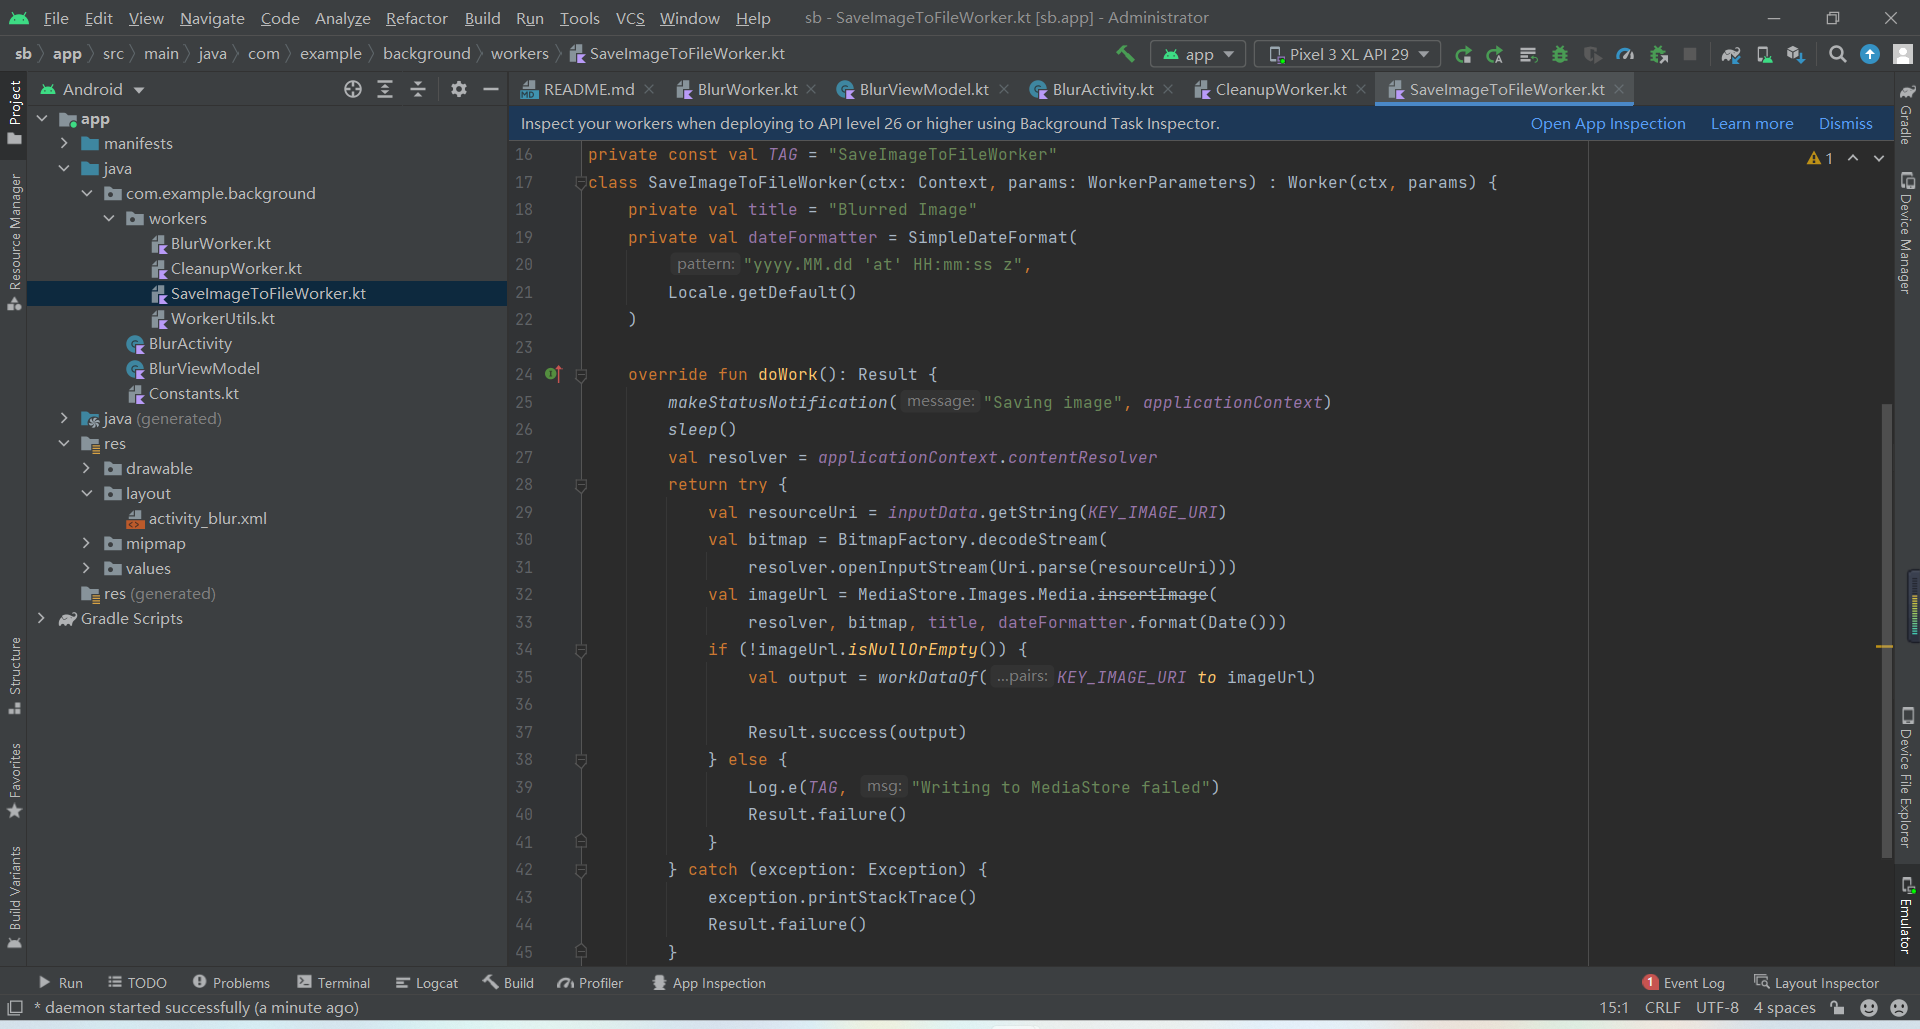 File Edit View Navigate Code Analyze Refactor Build Run Tools VCS Window Help sb - SaveImageToFileWorker.kt [sb.app] - Administrator
sb app src main java com example background workers SaveImageToFileWorker.kt app Pixel 3 XL API 29
Android
README.md BlurWorker.kt BlurViewModel.kt BlurActivity.kt CleanupWorker.kt SaveImageToFileWorker.kt
Inspect your workers when deploying to API level 26 or higher using Background Task Inspector. Open App Inspection Learn more Dismiss
app
manifests
java
com.example.background
workers
BlurWorker.kt
CleanupWorker.kt
SaveImageToFileWorker.kt
WorkerUtils.kt
BlurActivity
BlurViewModel
Constants.kt
java (generated)
res
drawable
layout
activity_blur.xml
mipmap
values
res (generated)
Gradle Scripts
Project
Resource Manager
Structure
Favorites
Build Variants
1
16 private const val TAG = "SaveImageToFileWorker"
17 class SaveImageToFileWorker(ctx: Context, params: WorkerParameters) : Worker(ctx, params) {
18 private val title = "Blurred Image"
19 private val dateFormatter = SimpleDateFormat(
20 pattern: "yyyy.MM.dd 'at' HH:mm:ss z",
21 Locale.getDefault()
22 )
23
24 override fun doWork(): Result {
25 makeStatusNotification( message: "Saving image", applicationContext)
26 sleep()
27 val resolver = applicationContext.contentResolver
28 return try {
29 val resourceUri = inputData.getString(KEY_IMAGE_URI)
30 val bitmap = BitmapFactory.decodeStream(
31 resolver.openInputStream(Uri.parse(resourceUri)))
32 val imageUrl = MediaStore.Images.Media.insertImage(
33 resolver, bitmap, title, dateFormatter.format(Date()))
34 if (!imageUrl.isNullOrEmpty()) {
35 val output = workDataOf( ...pairs: KEY_IMAGE_URI to imageUrl)
36
37 Result.success(output)
38 } else {
39 Log.e(TAG, msg: "Writing to MediaStore failed")
40 Result.failure()
41 }
42 } catch (exception: Exception) {
43 exception.printStackTrace()
44 Result.failure()
45 }
Gradle
Device Manager
Device File Explorer
Emulator
Run TODO Problems Terminal Logcat Build Profiler App Inspection 1 Event Log Layout Inspector
* daemon started successfully (a minute ago) 15:1 CRLF UTF-8 4 spaces